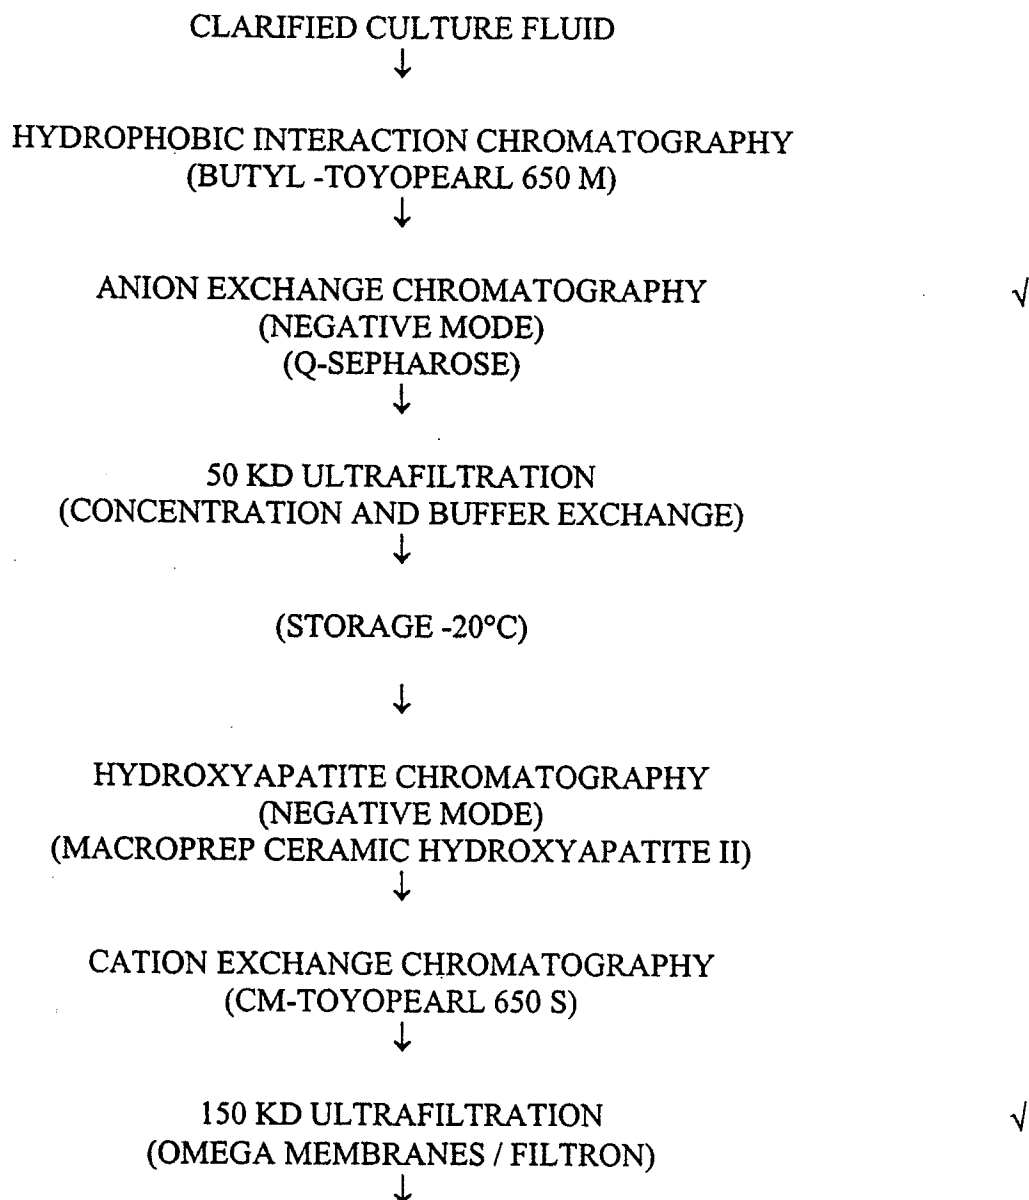 CLARIFIED CULTURE FLUID
↓
HYDROPHOBIC INTERACTION CHROMATOGRAPHY
(BUTYL -TOYOPEARL 650 M)
↓
ANION EXCHANGE CHROMATOGRAPHY √
(NEGATIVE MODE)
(Q-SEPHAROSE)
↓
50 KD ULTRAFILTRATION
(CONCENTRATION AND BUFFER EXCHANGE)
↓
(STORAGE -20°C)
↓
HYDROXYAPATITE CHROMATOGRAPHY
(NEGATIVE MODE)
(MACROPREP CERAMIC HYDROXYAPATITE II)
↓
CATION EXCHANGE CHROMATOGRAPHY
(CM-TOYOPEARL 650 S)
↓
150 KD ULTRAFILTRATION √
(OMEGA MEMBRANES / FILTRON)
↓